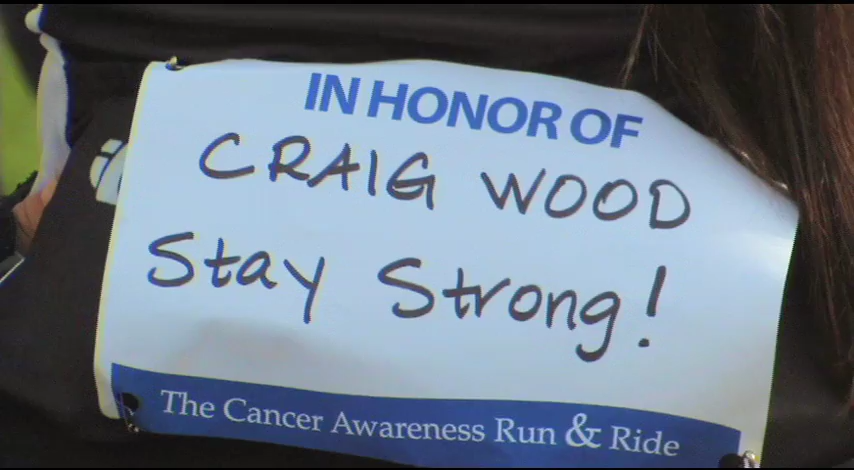 IN HONOR OF
CRAIG WOOD
Stay Strong!
The Cancer Awareness Run & Ride